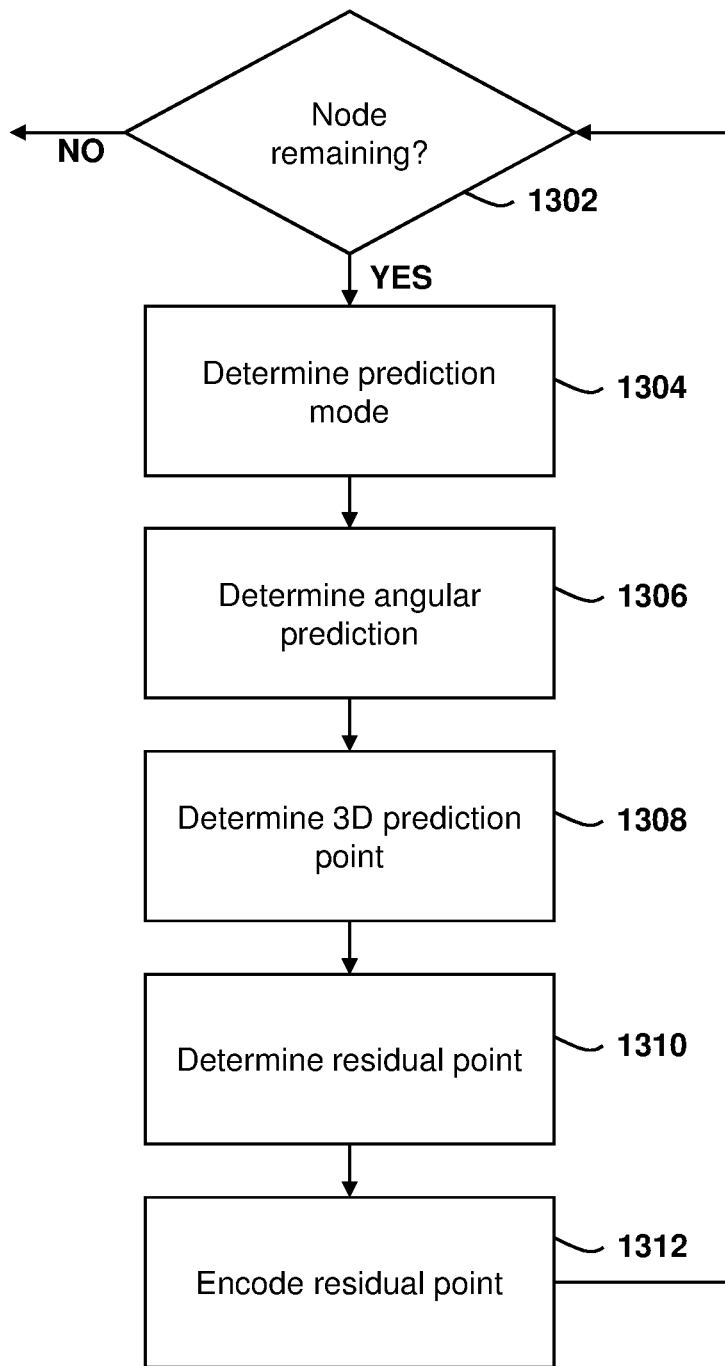 Node
remaining?
NO
1302
YES
Determine prediction
mode
1304
Determine angular
prediction
1306
Determine 3D prediction
point
1308
Determine residual point
1310
Encode residual point
1312